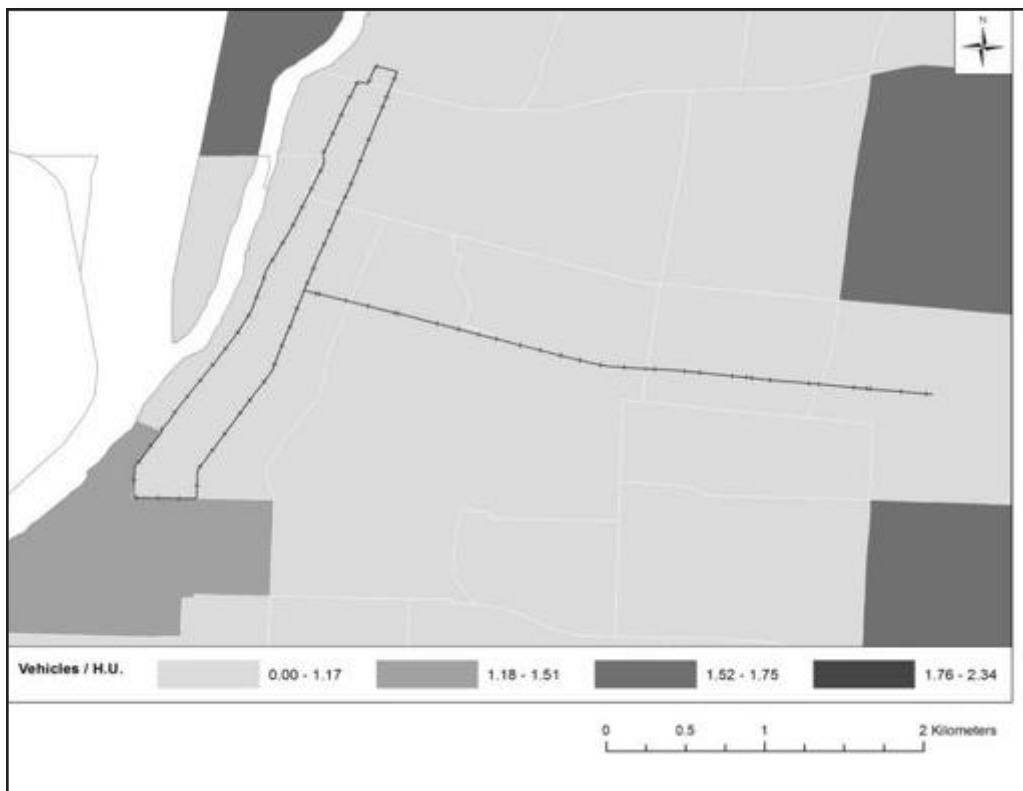 N
Vehicles / H.U.
0.00 - 1.17
1.18 - 1.51
1.52 - 1.75
1.76 - 2.34
0 0.5 1 2 Kilometers